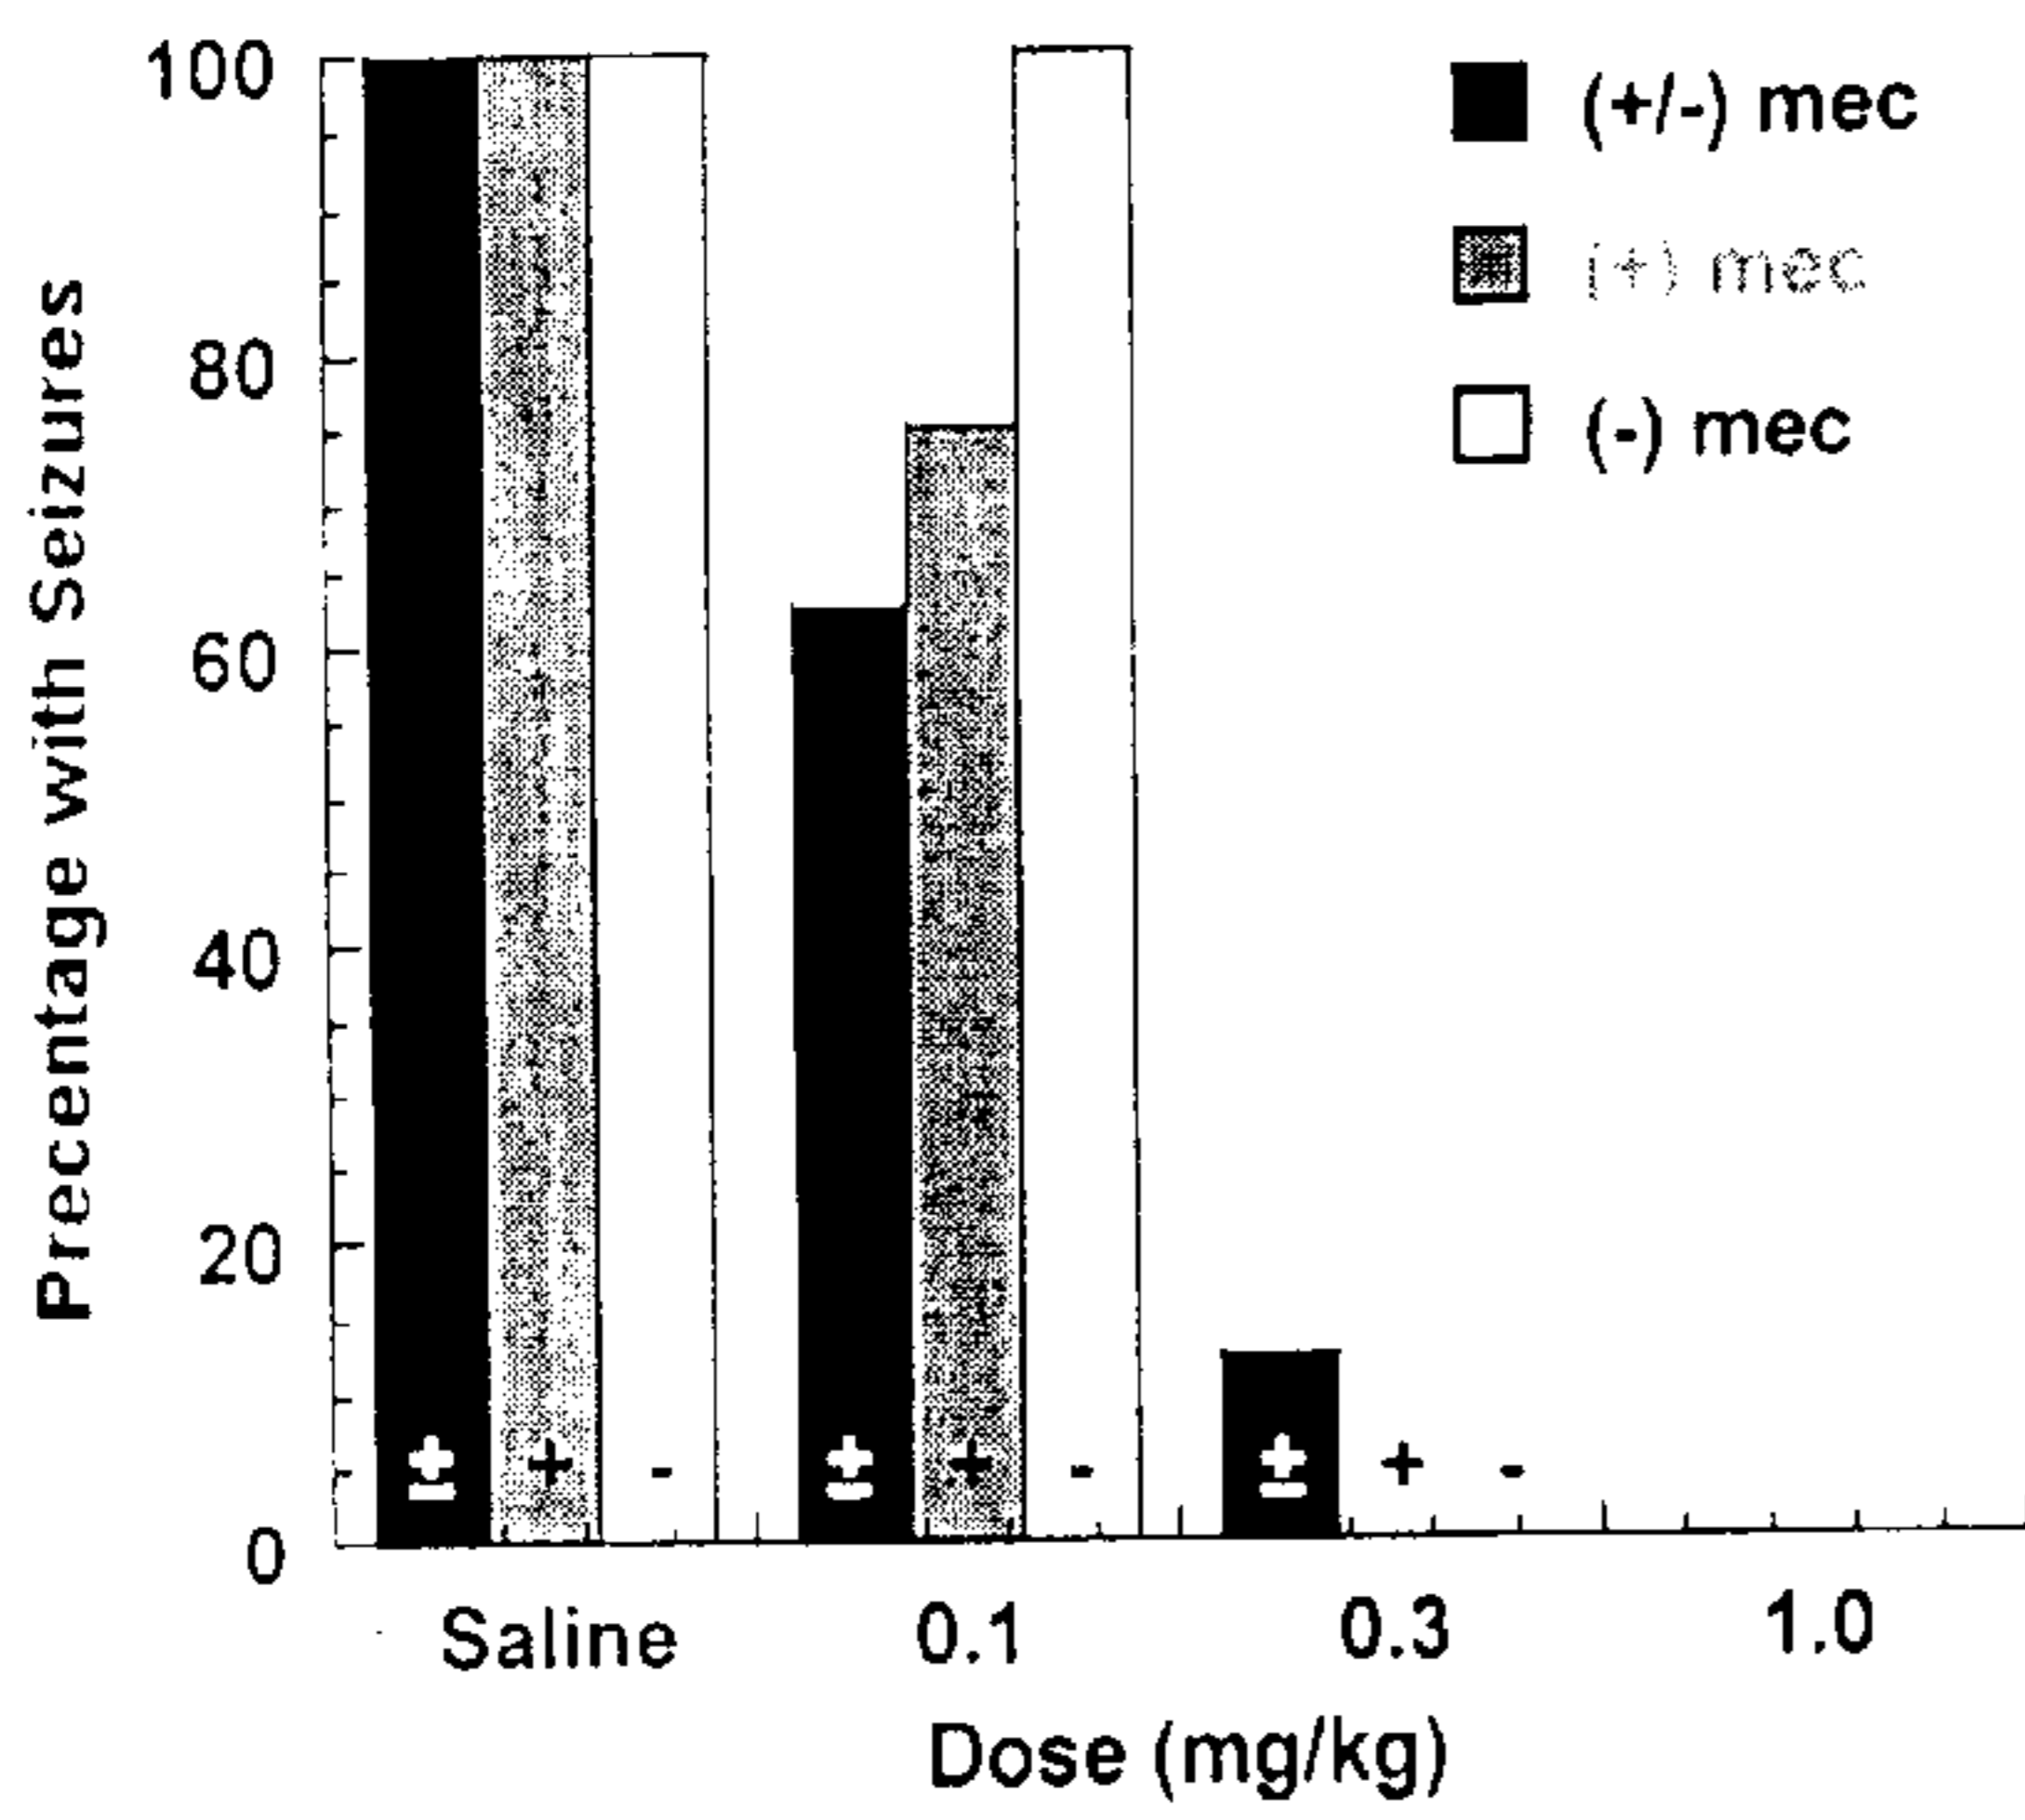 Precentage with Seizures
100
80
60
40
20
0
(+/-) mec
(+) mec
(-) mec
± + - ± + - ± + -
Saline 0.1 0.3 1.0
Dose (mg/kg)